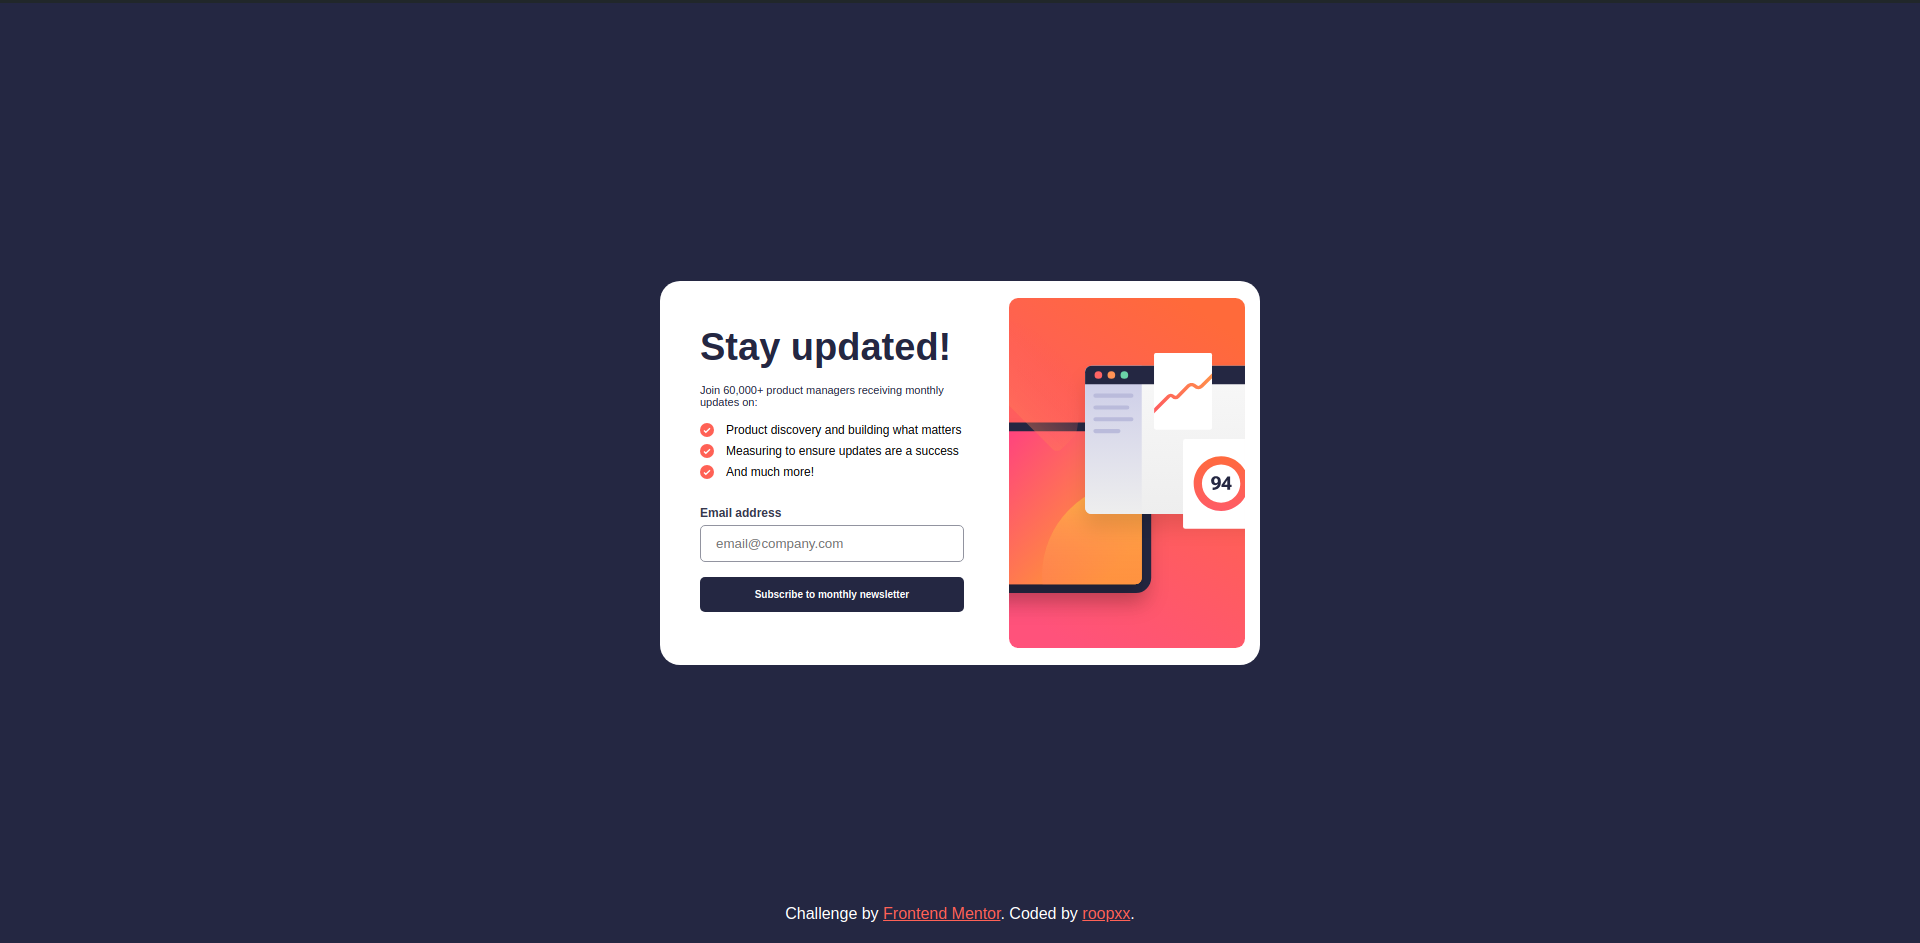 Stay updated!
Join 60,000+ product managers receiving monthly
updates on:
Product discovery and building what matters
Measuring to ensure updates are a success
And much more!
Email address
email@company.com
Subscribe to monthly newsletter
94
Challenge by Frontend Mentor. Coded by roopxx.